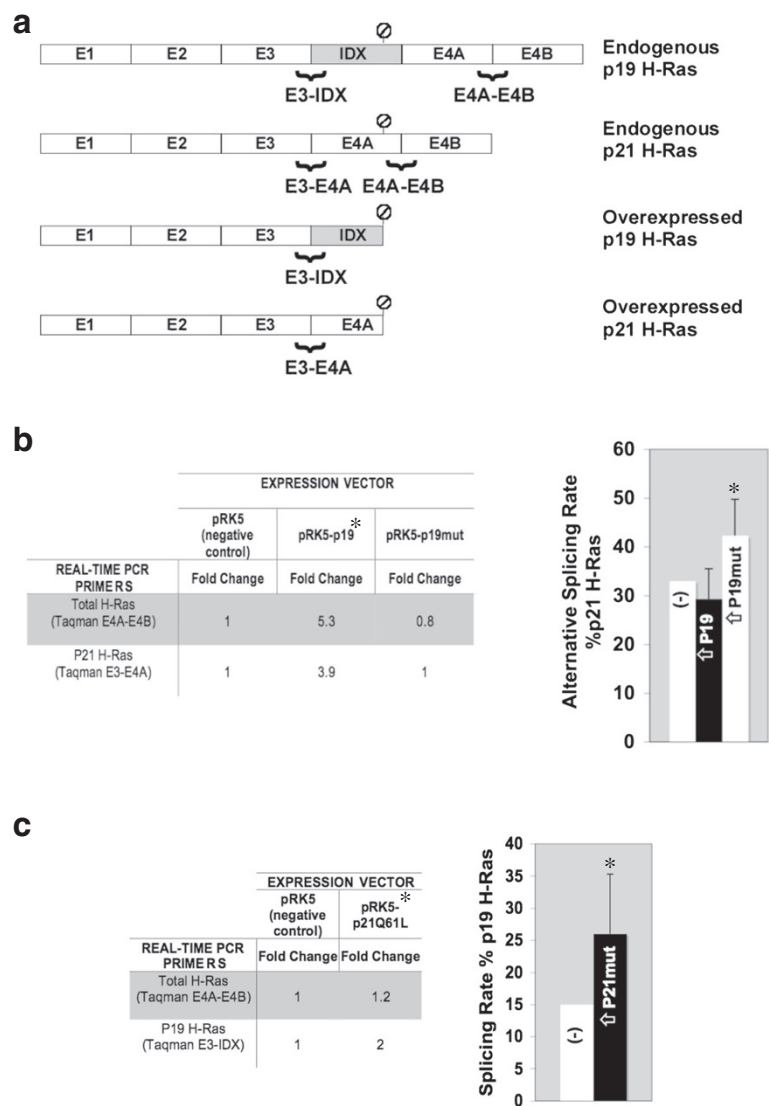 a
E1 E2 E3 IDX E4A E4B
E3-IDX E4A-E4B
Endogenous
p19 H-Ras
E1 E2 E3 E4A E4B
E3-E4A E4A-E4B
Endogenous
p21 H-Ras
E1 E2 E3 IDX
E3-IDX
Overexpressed
p19 H-Ras
E1 E2 E3 E4A
E3-E4A
Overexpressed
p21 H-Ras
b
EXPRESSION VECTOR
pRK5
(negative
control)
pRK5-p19*
pRK5-p19mut
REAL-TIME PCR
PRIMERS
Fold Change Fold Change Fold Change
Total H-Ras
(Taqman E4A-E4B)
1 5.3 0.8
P21 H-Ras
(Taqman E3-E4A)
1 3.9 1
Alternative Splicing Rate
%p21 H-Ras
60
50
40
30
20
10
0
(-)
⇧P19
⇧P19mut
*
c
EXPRESSION VECTOR
pRK5
(negative
control)
pRK5-*
p21Q61L
REAL-TIME PCR
PRIMERS
Fold Change Fold Change
Total H-Ras
(Taqman E4A-E4B)
1 1.2
P19 H-Ras
(Taqman E3-IDX)
1 2
Splicing Rate % p19 H-Ras
40
35
30
25
20
15
10
5
0
(-)
⇧P21mut
*